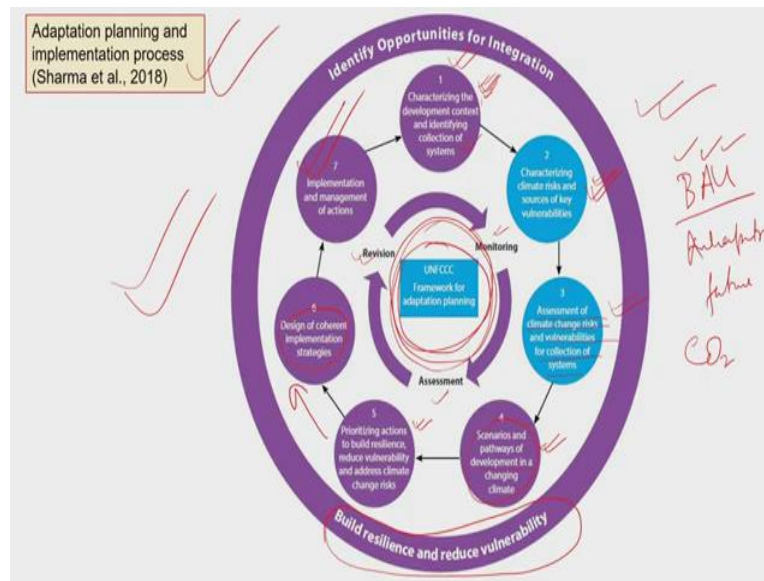 Adaptation planning and
implementation process
(Sharma et al., 2018)
Identify Opportunities for Integration
1
Characterizing the
development context
and identifying
collection of
systems
2
Characterizing
climate risks and
sources of key
vulnerabilities
3
Assessment of
climate change risks
and vulnerabilities
for collection of
systems
4
Scenarios and
pathways of
development in a
changing
climate
5
Prioritizing actions
to build resilience,
reduce vulnerability
and address climate
change risks
6
Design of coherent
implementation
strategies
7
Implementation
and management
of actions
Revision
Monitoring
Assessment
UNFCCC
Framework for
adaptation planning
Build resilience and reduce vulnerability
BAU
future
CO2